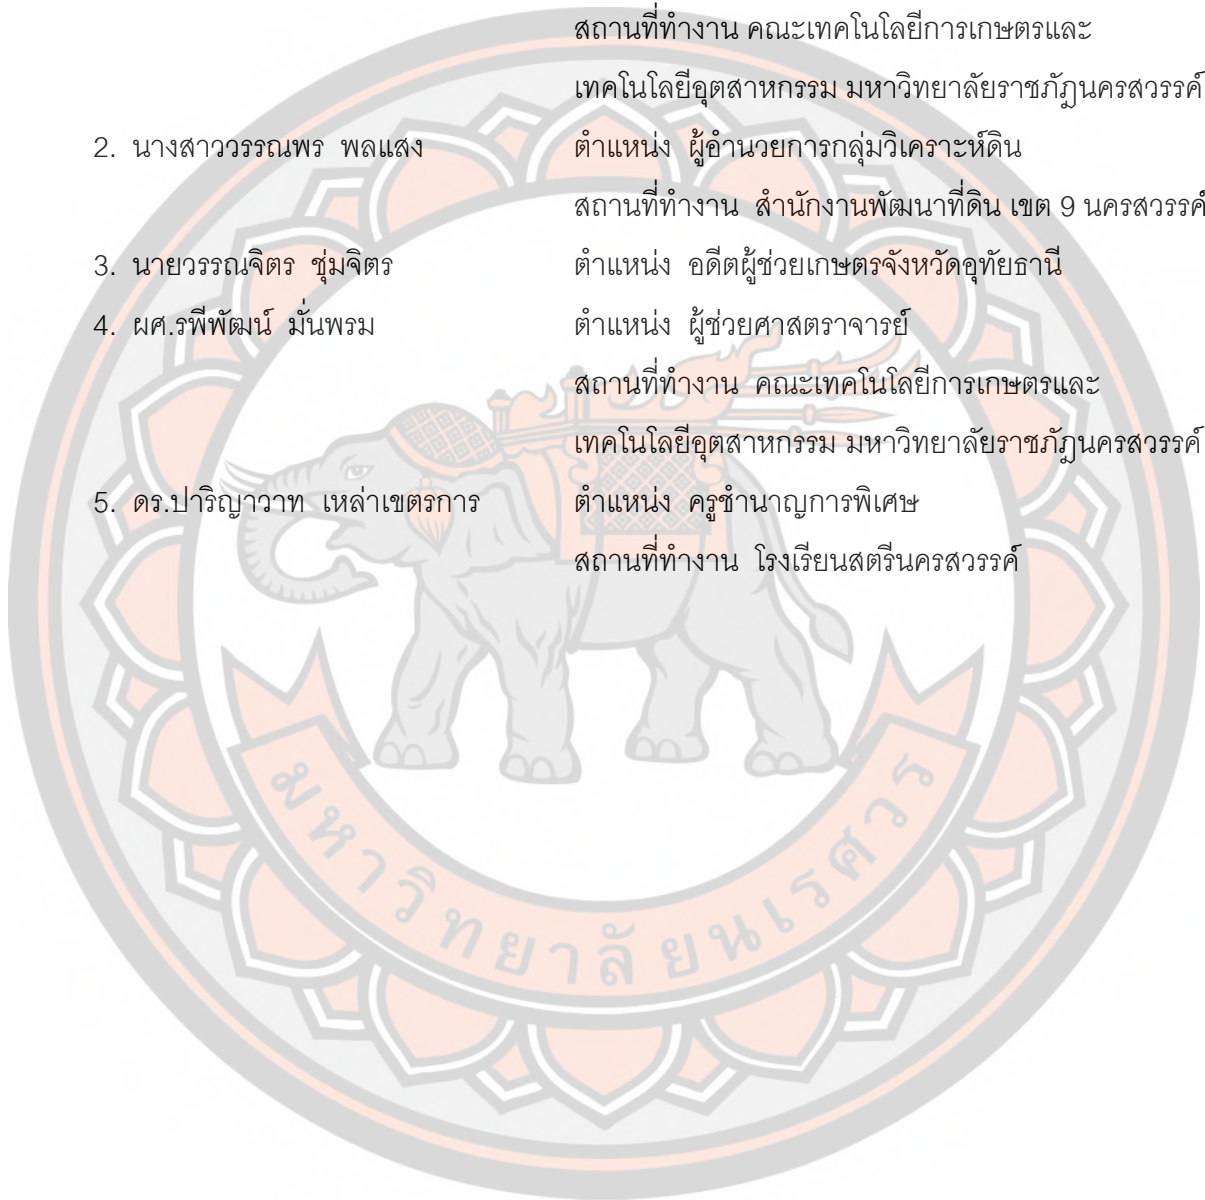 สถานที่ทำงาน คณะเทคโนโลยีการเกษตรและ
เทคโนโลยีอุตสาหกรรม มหาวิทยาลัยราชภัฏนครสวรรค์
2. นางสาววรรณพร พลแสง ตำแหน่ง ผู้อำนวยการกลุ่มวิเคราะห์ดิน
สถานที่ทำงาน สำนักงานพัฒนาที่ดิน เขต 9 นครสวรรค์
3. นายวรรณจิตร ชุ่มจิตร ตำแหน่ง อดีตผู้ช่วยเกษตรจังหวัดอุทัยธานี
4. ผศ.รพีพัฒน์ มั่นพรม ตำแหน่ง ผู้ช่วยศาสตราจารย์
สถานที่ทำงาน คณะเทคโนโลยีการเกษตรและ
เทคโนโลยีอุตสาหกรรม มหาวิทยาลัยราชภัฏนครสวรรค์
5. ดร.ปาริญาวาท เหล่าเขตรการ ตำแหน่ง ครูชำนาญการพิเศษ
สถานที่ทำงาน โรงเรียนสตรีนครสวรรค์
มหาวิทยาลัยนเรศวร